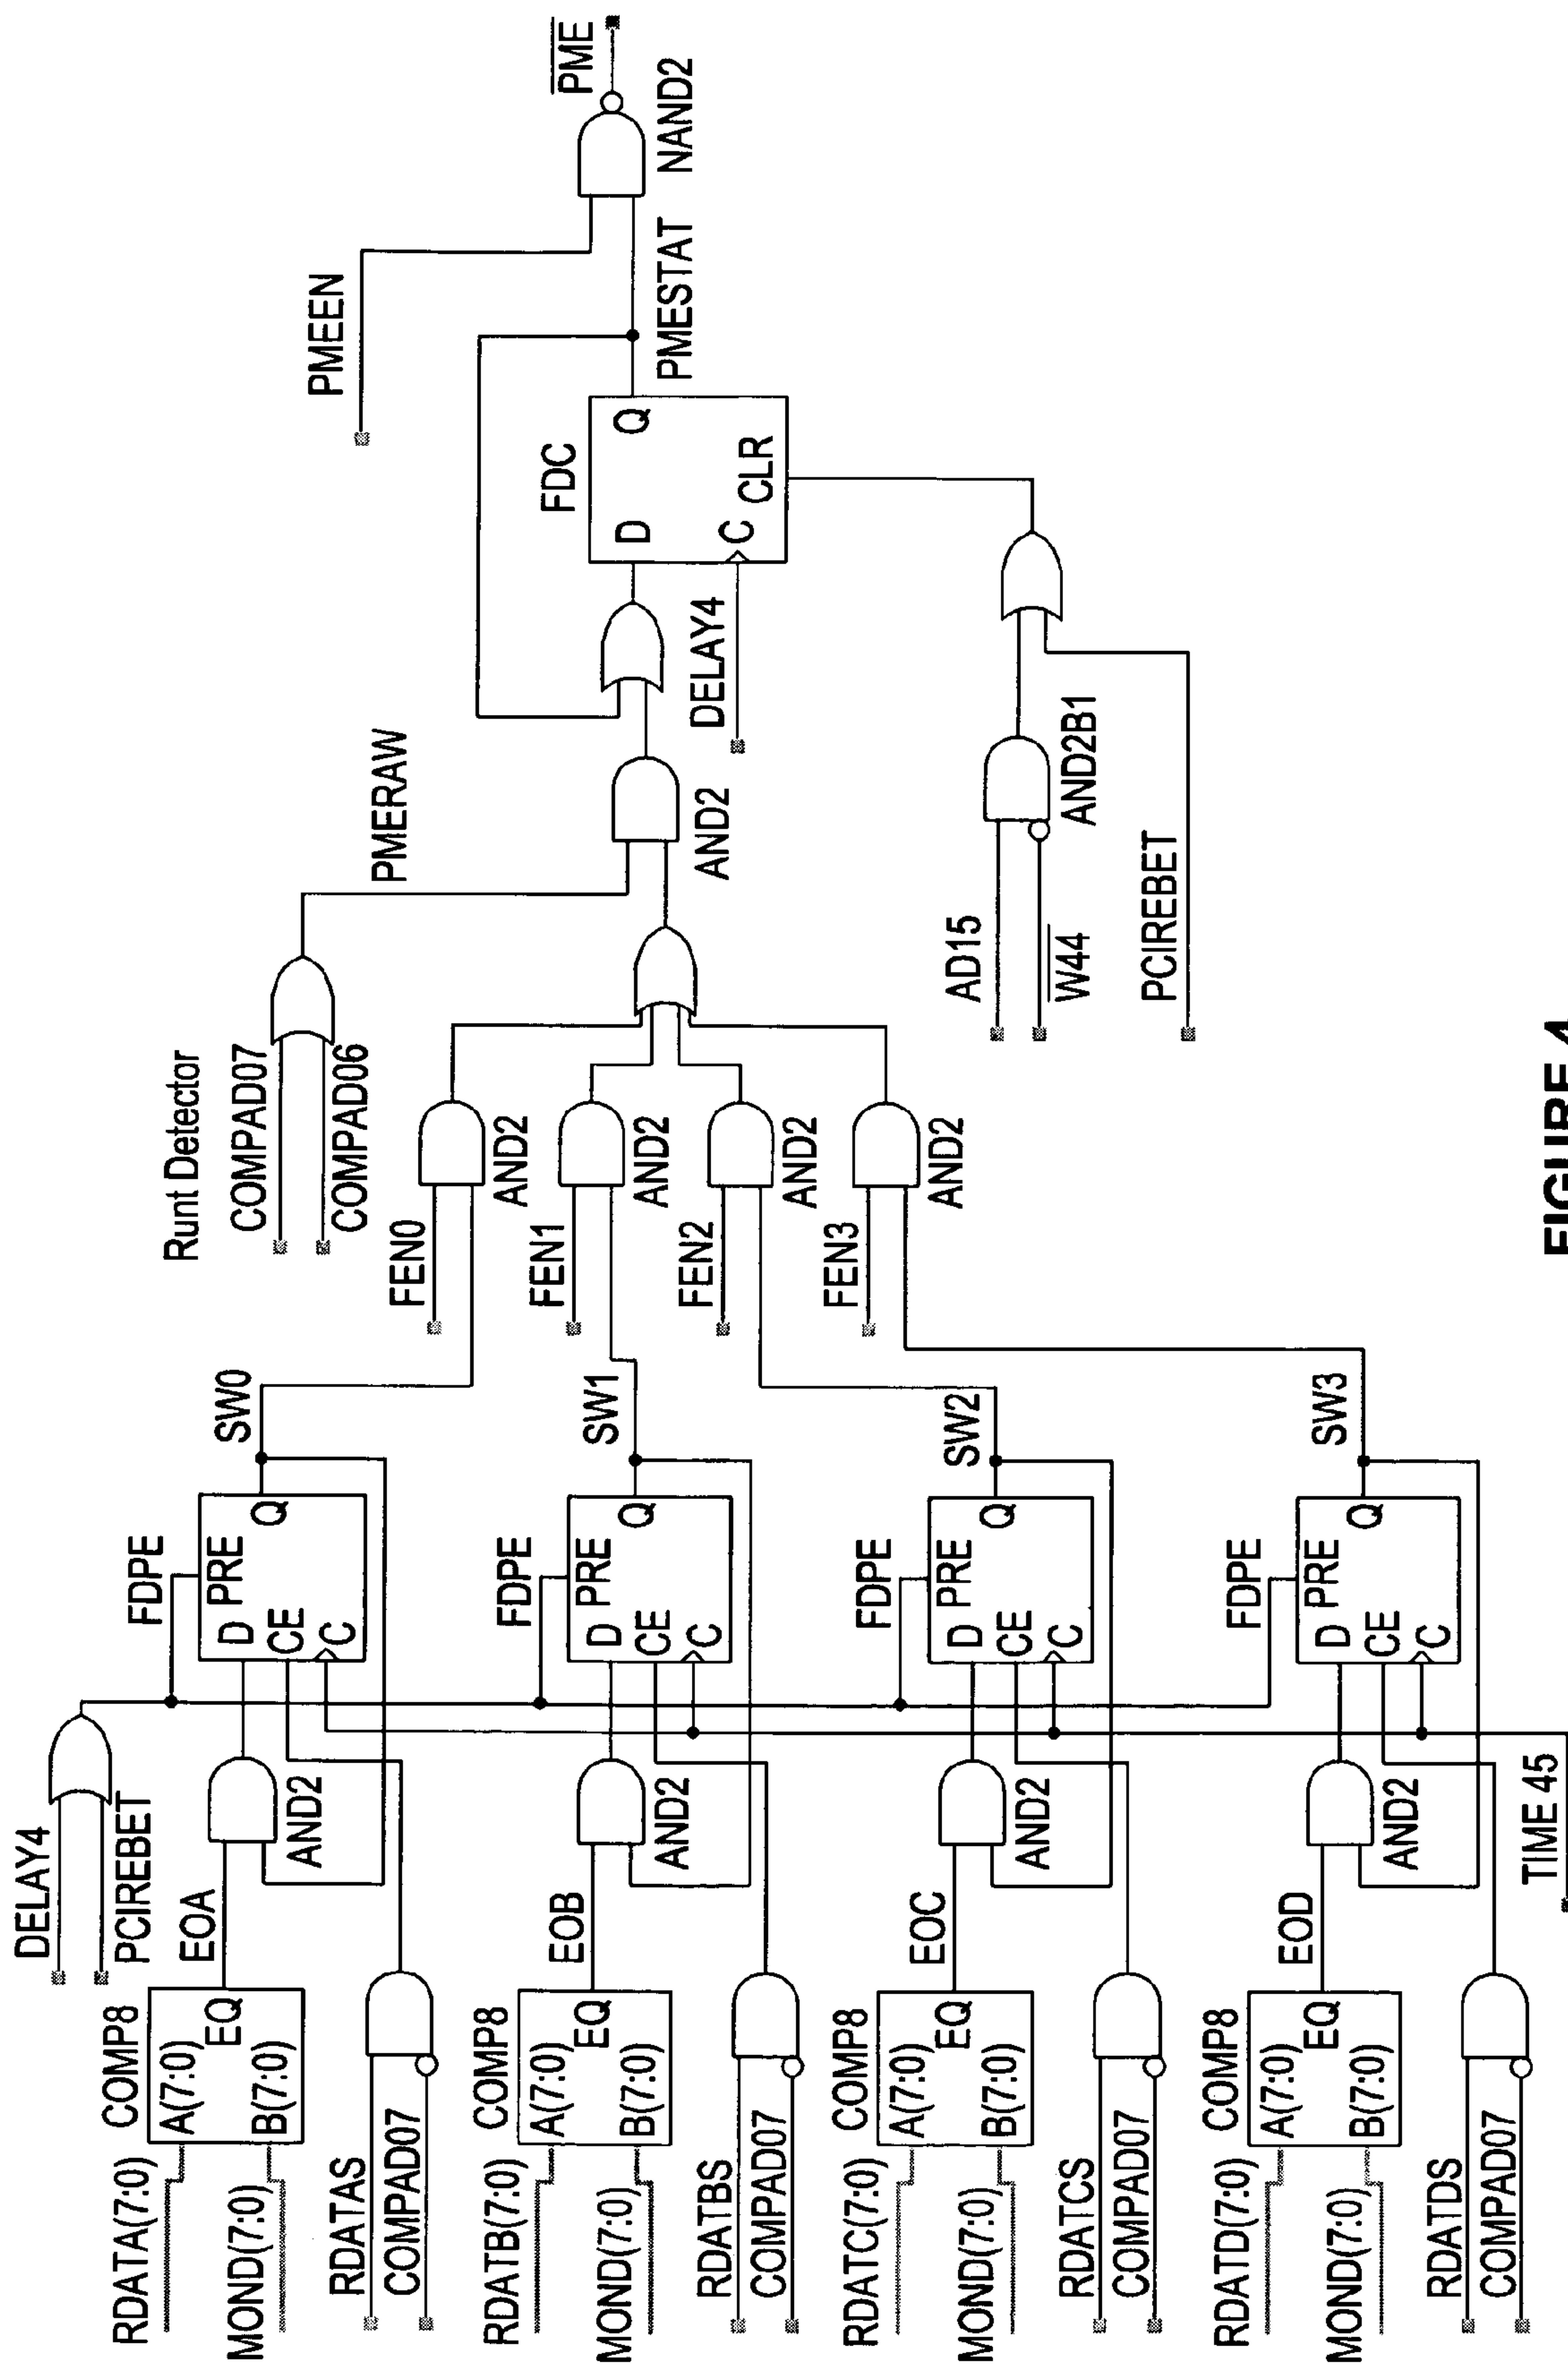 DELAY4
PCIREBET
COMP8
A(7:0)
EQ
B(7:0)
RDATA(7:0)
MOND(7:0)
EOA
AND2
RDATAS
COMPAD07
FDPE
PRE
D
CE
C
Q
SW0
COMP8
A(7:0)
EQ
B(7:0)
RDATB(7:0)
MOND(7:0)
EOB
AND2
RDATBS
COMPAD07
FDPE
PRE
D
CE
C
Q
SW1
COMP8
A(7:0)
EQ
B(7:0)
RDATC(7:0)
MOND(7:0)
EOC
AND2
RDATCS
COMPAD07
FDPE
PRE
D
CE
C
Q
SW2
COMP8
A(7:0)
EQ
B(7:0)
RDATD(7:0)
MOND(7:0)
EOD
AND2
RDATDS
COMPAD07
FDPE
PRE
D
CE
C
Q
SW3
TIME 45
Runt Detector
COMPAD07
COMPAD06
FEN0
AND2
FEN1
AND2
FEN2
AND2
FEN3
AND2
PMERAW
AND2
DELAY4
FDC
D
Q
C
CLR
AD15
W44
AND2B1
PCIREBET
PMEEN
PMESTAT
NAND2
PME
FIGURE 4